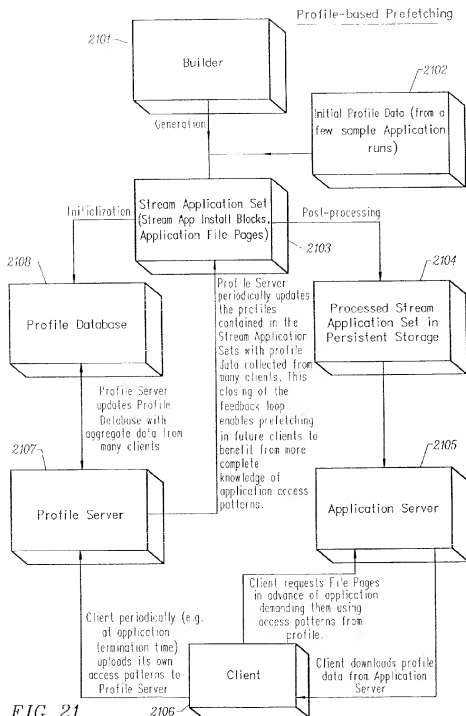 Profile-based Prefetching
2101
Builder
2102
Initial Profile Data (from a
few sample Application
runs)
Generation
Stream Application Set
(Stream App Install Blocks,
Application File Pages)
2103
Initialization
Post-processing
2108
Profile Database
2104
Processed Stream
Application Set in
Persistent Storage
Profile Server
periodically updates
the profiles
contained in the
Stream Application
Sets with profile
data collected from
many clients. This
closing of the
feedback loop
enables prefetching
in future clients to
benefit from more
complete
knowledge of
application access
patterns.
Profile Server
updates Profile
Database with
aggregate data from
many clients
2107
Profile Server
2105
Application Server
Client requests File Pages
in advance of application
demanding them using
access patterns from
profile.
Client periodically (e.g.
at application
termination time)
uploads its own
access patterns to
Profile Server
Client
Client downloads profile
data from Application
Server
2106
FIG. 21